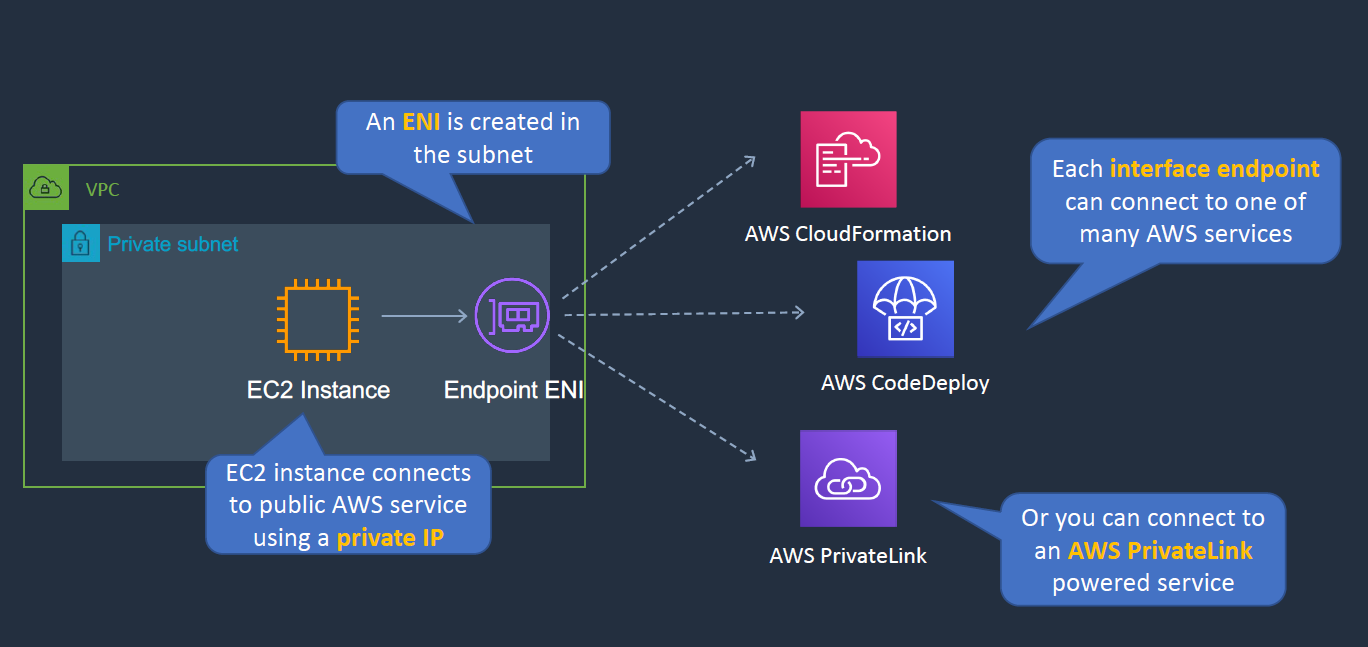 An ENI is created in
the subnet
VPC
Private subnet
EC2 Instance
Endpoint ENI
EC2 instance connects
to public AWS service
using a private IP
AWS CloudFormation
AWS CodeDeploy
AWS PrivateLink
Each interface endpoint
can connect to one of
many AWS services
Or you can connect to
an AWS PrivateLink
powered service